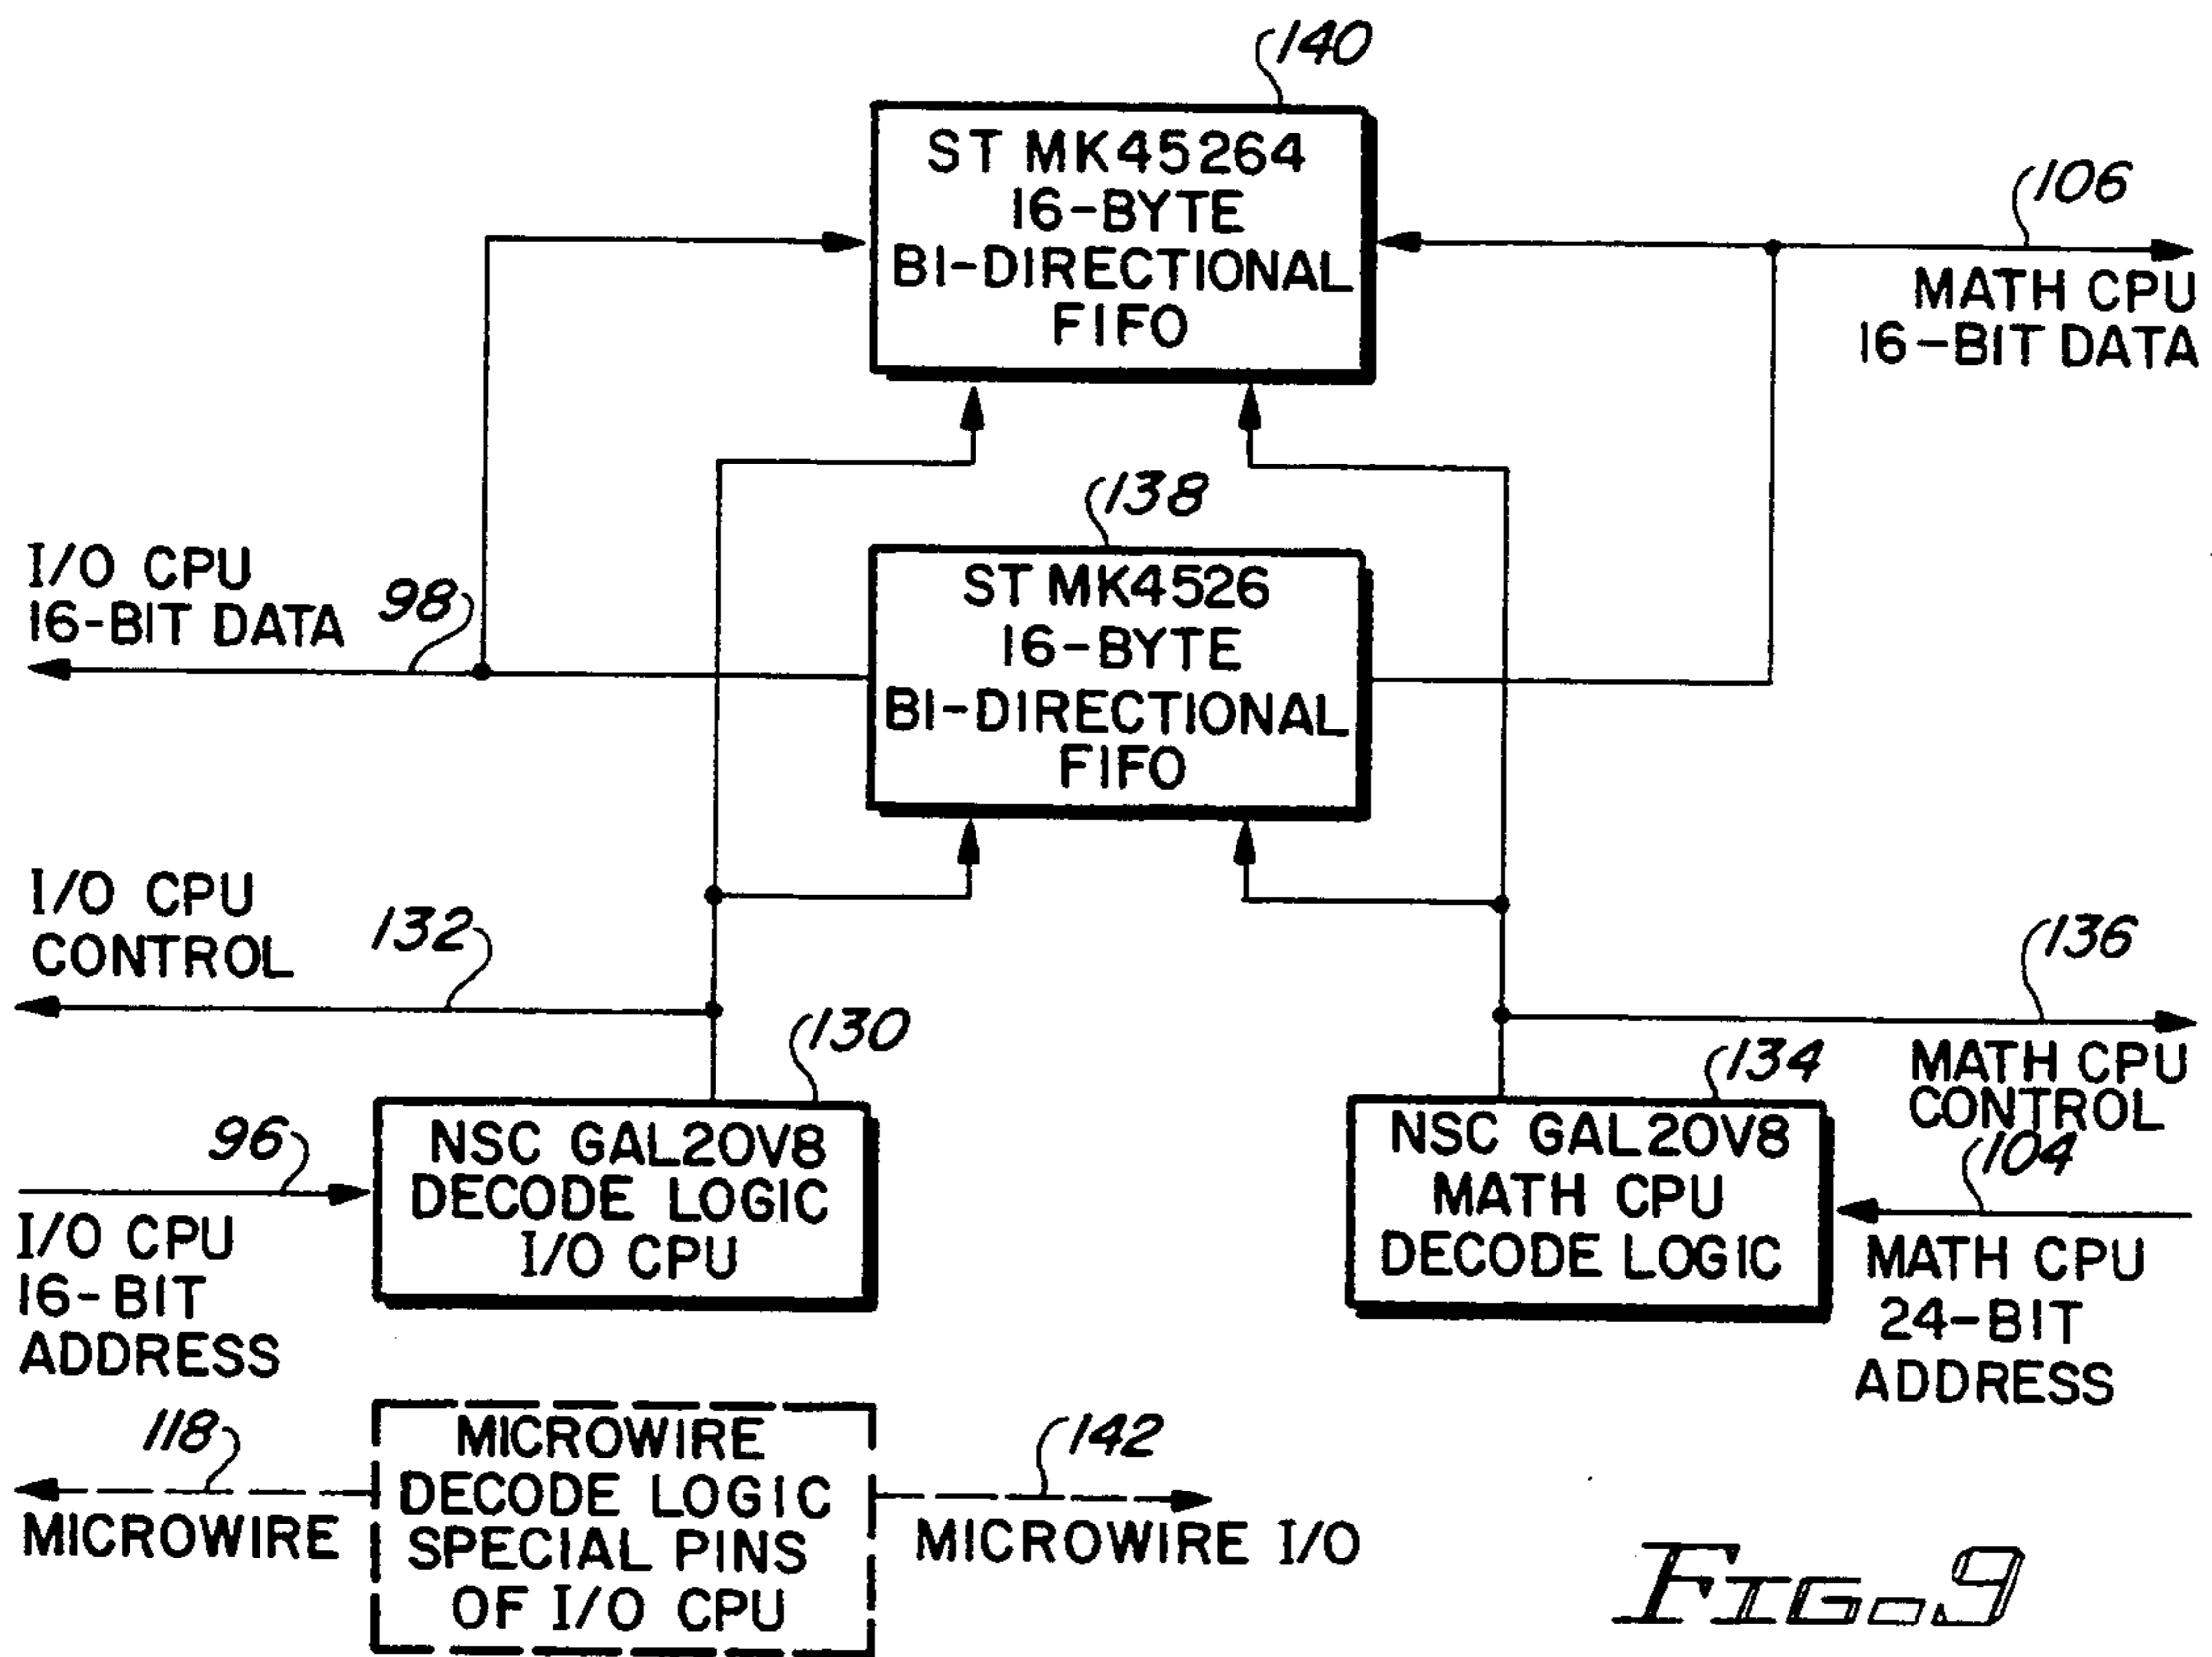 140
ST MK45264
16-BYTE
BI-DIRECTIONAL
FIFO
106
MATH CPU
16-BIT DATA
138
ST MK4526
16-BYTE
BI-DIRECTIONAL
FIFO
I/O CPU
16-BIT DATA
98
I/O CPU
CONTROL
132
136
MATH CPU
CONTROL
130
NSC GAL20V8
DECODE LOGIC
I/O CPU
134
NSC GAL20V8
MATH CPU
DECODE LOGIC
96
I/O CPU
16-BIT
ADDRESS
104
MATH CPU
24-BIT
ADDRESS
118
MICROWIRE
MICROWIRE
DECODE LOGIC
SPECIAL PINS
OF I/O CPU
142
MICROWIRE I/O
FIG-9